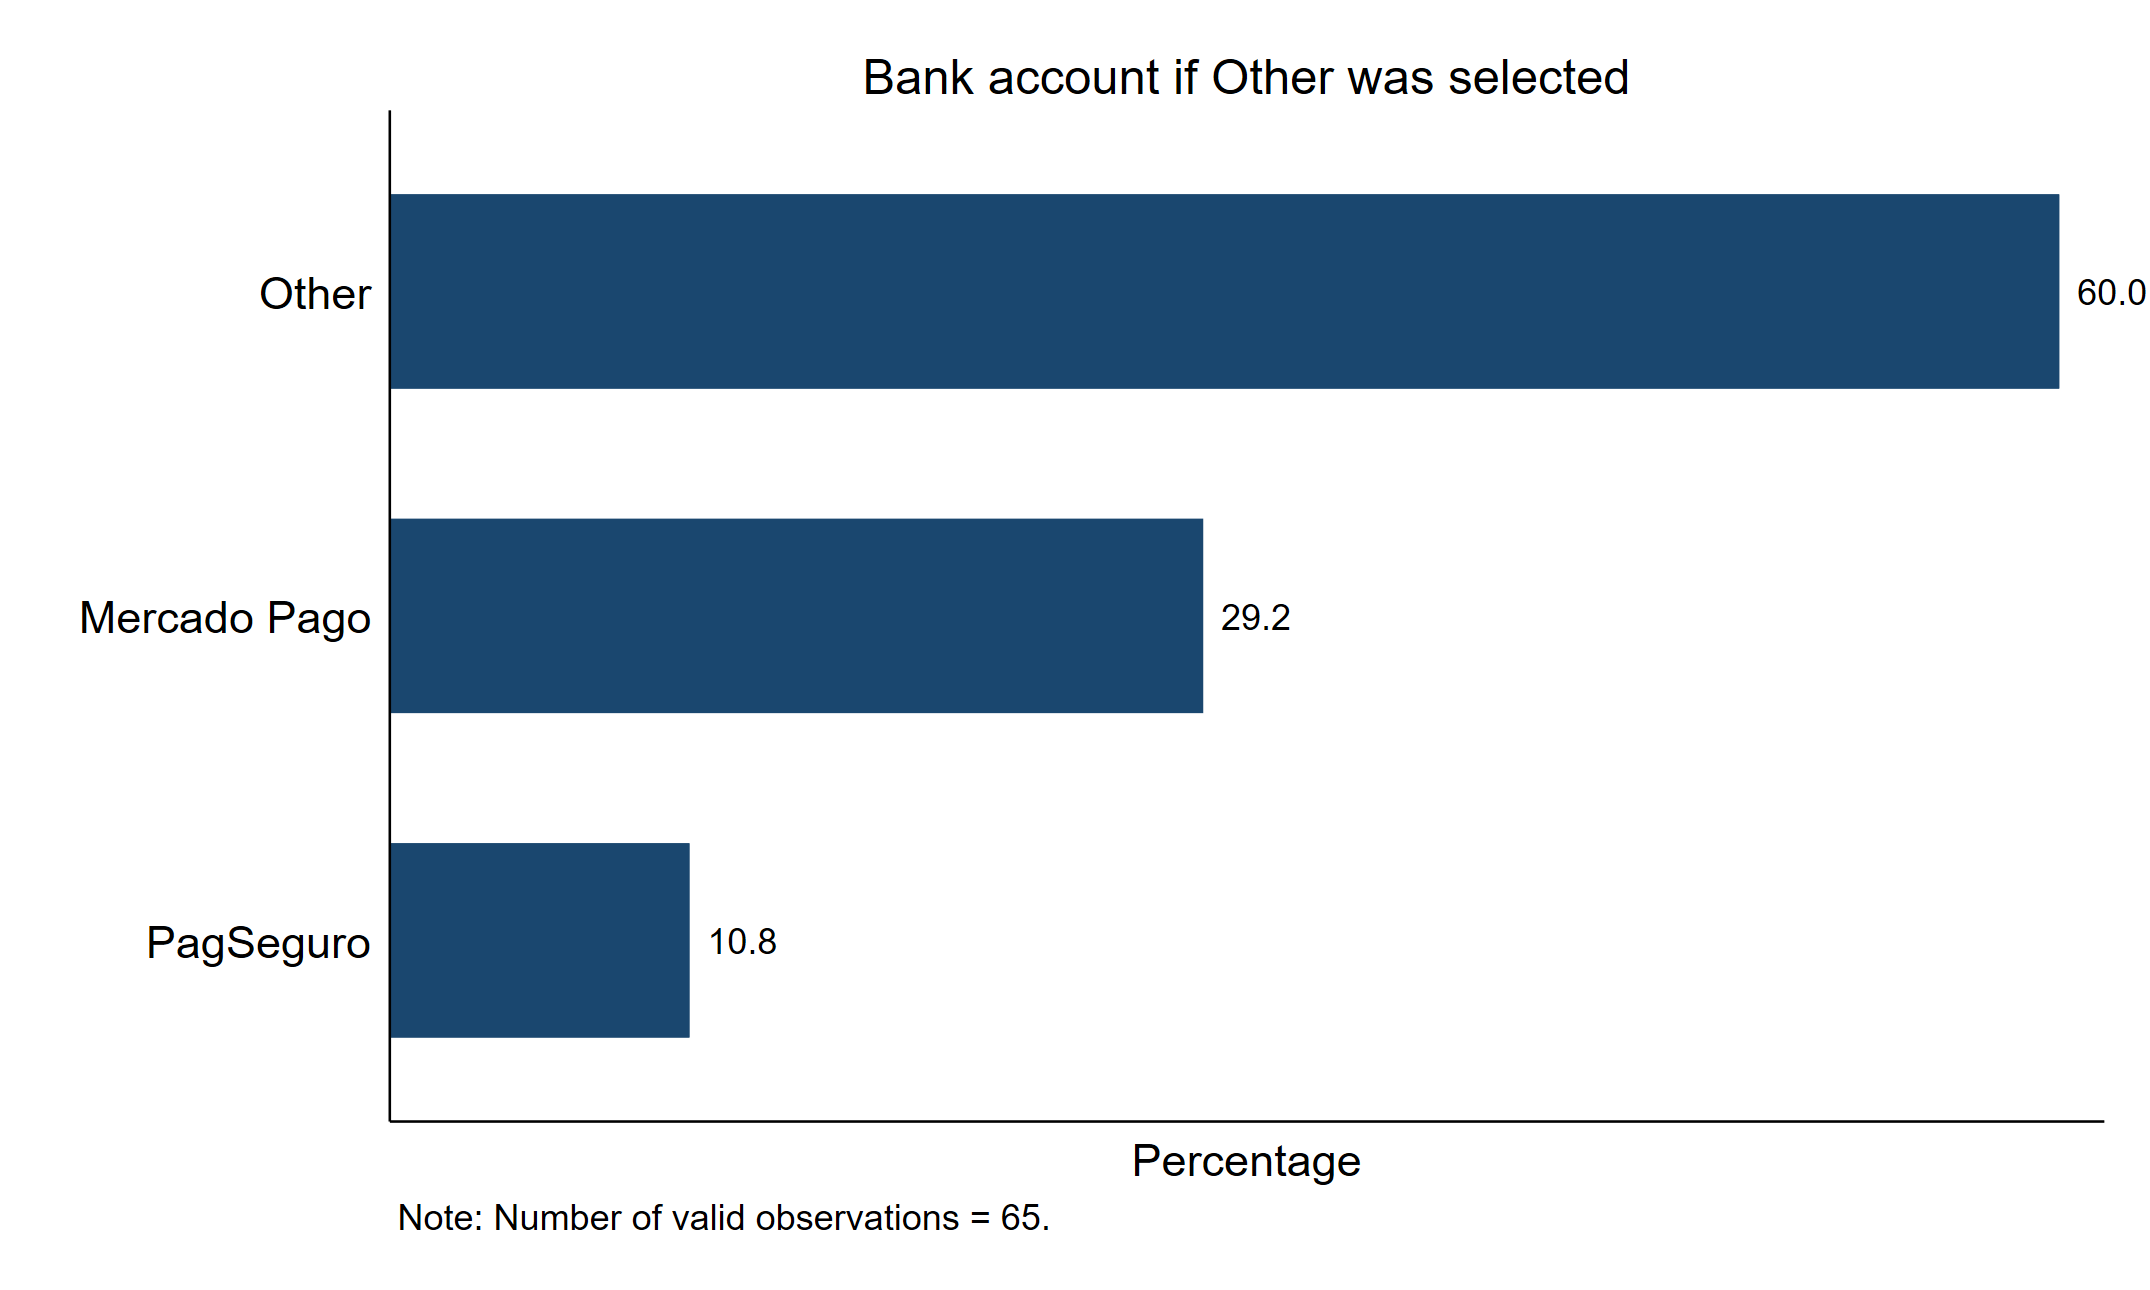 Bank account if Other was selected
Other
60.0
Mercado Pago
29.2
PagSeguro
10.8
Percentage
Note: Number of valid observations = 65.